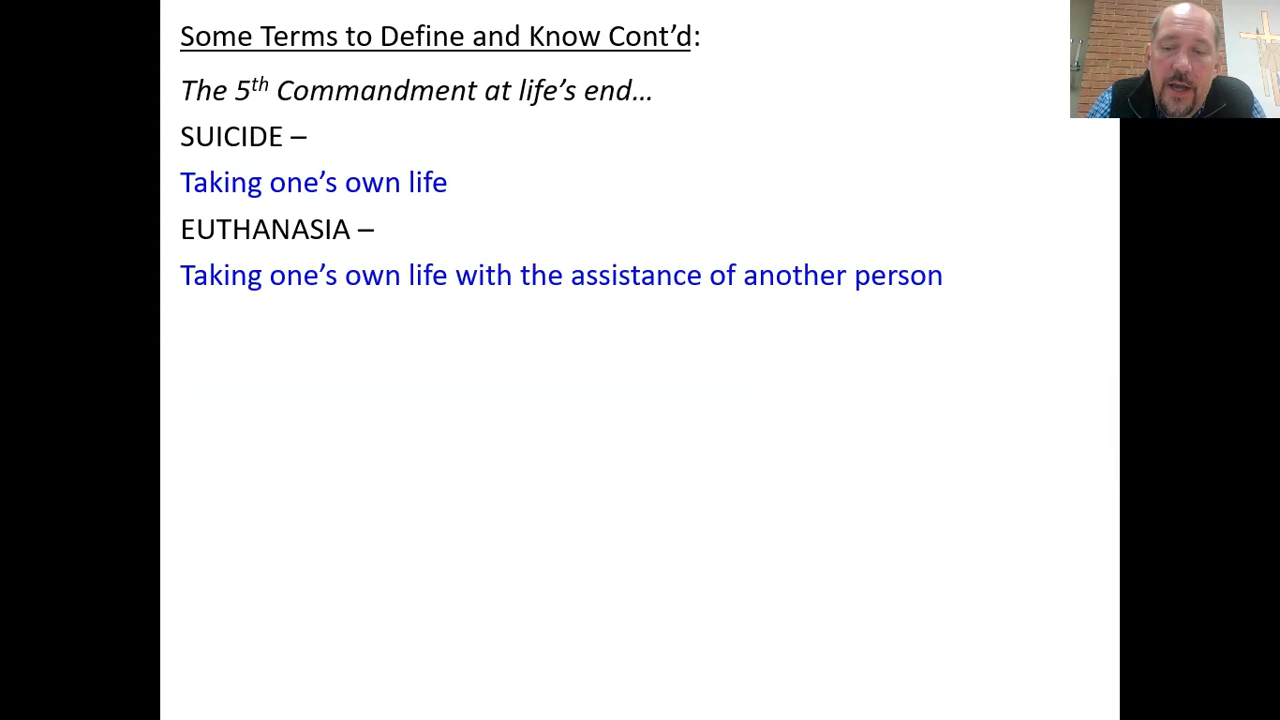 Some Terms to Define and Know Cont’d:
The 5th Commandment at life’s end…
SUICIDE –
Taking one’s own life
EUTHANASIA –
Taking one’s own life with the assistance of another person